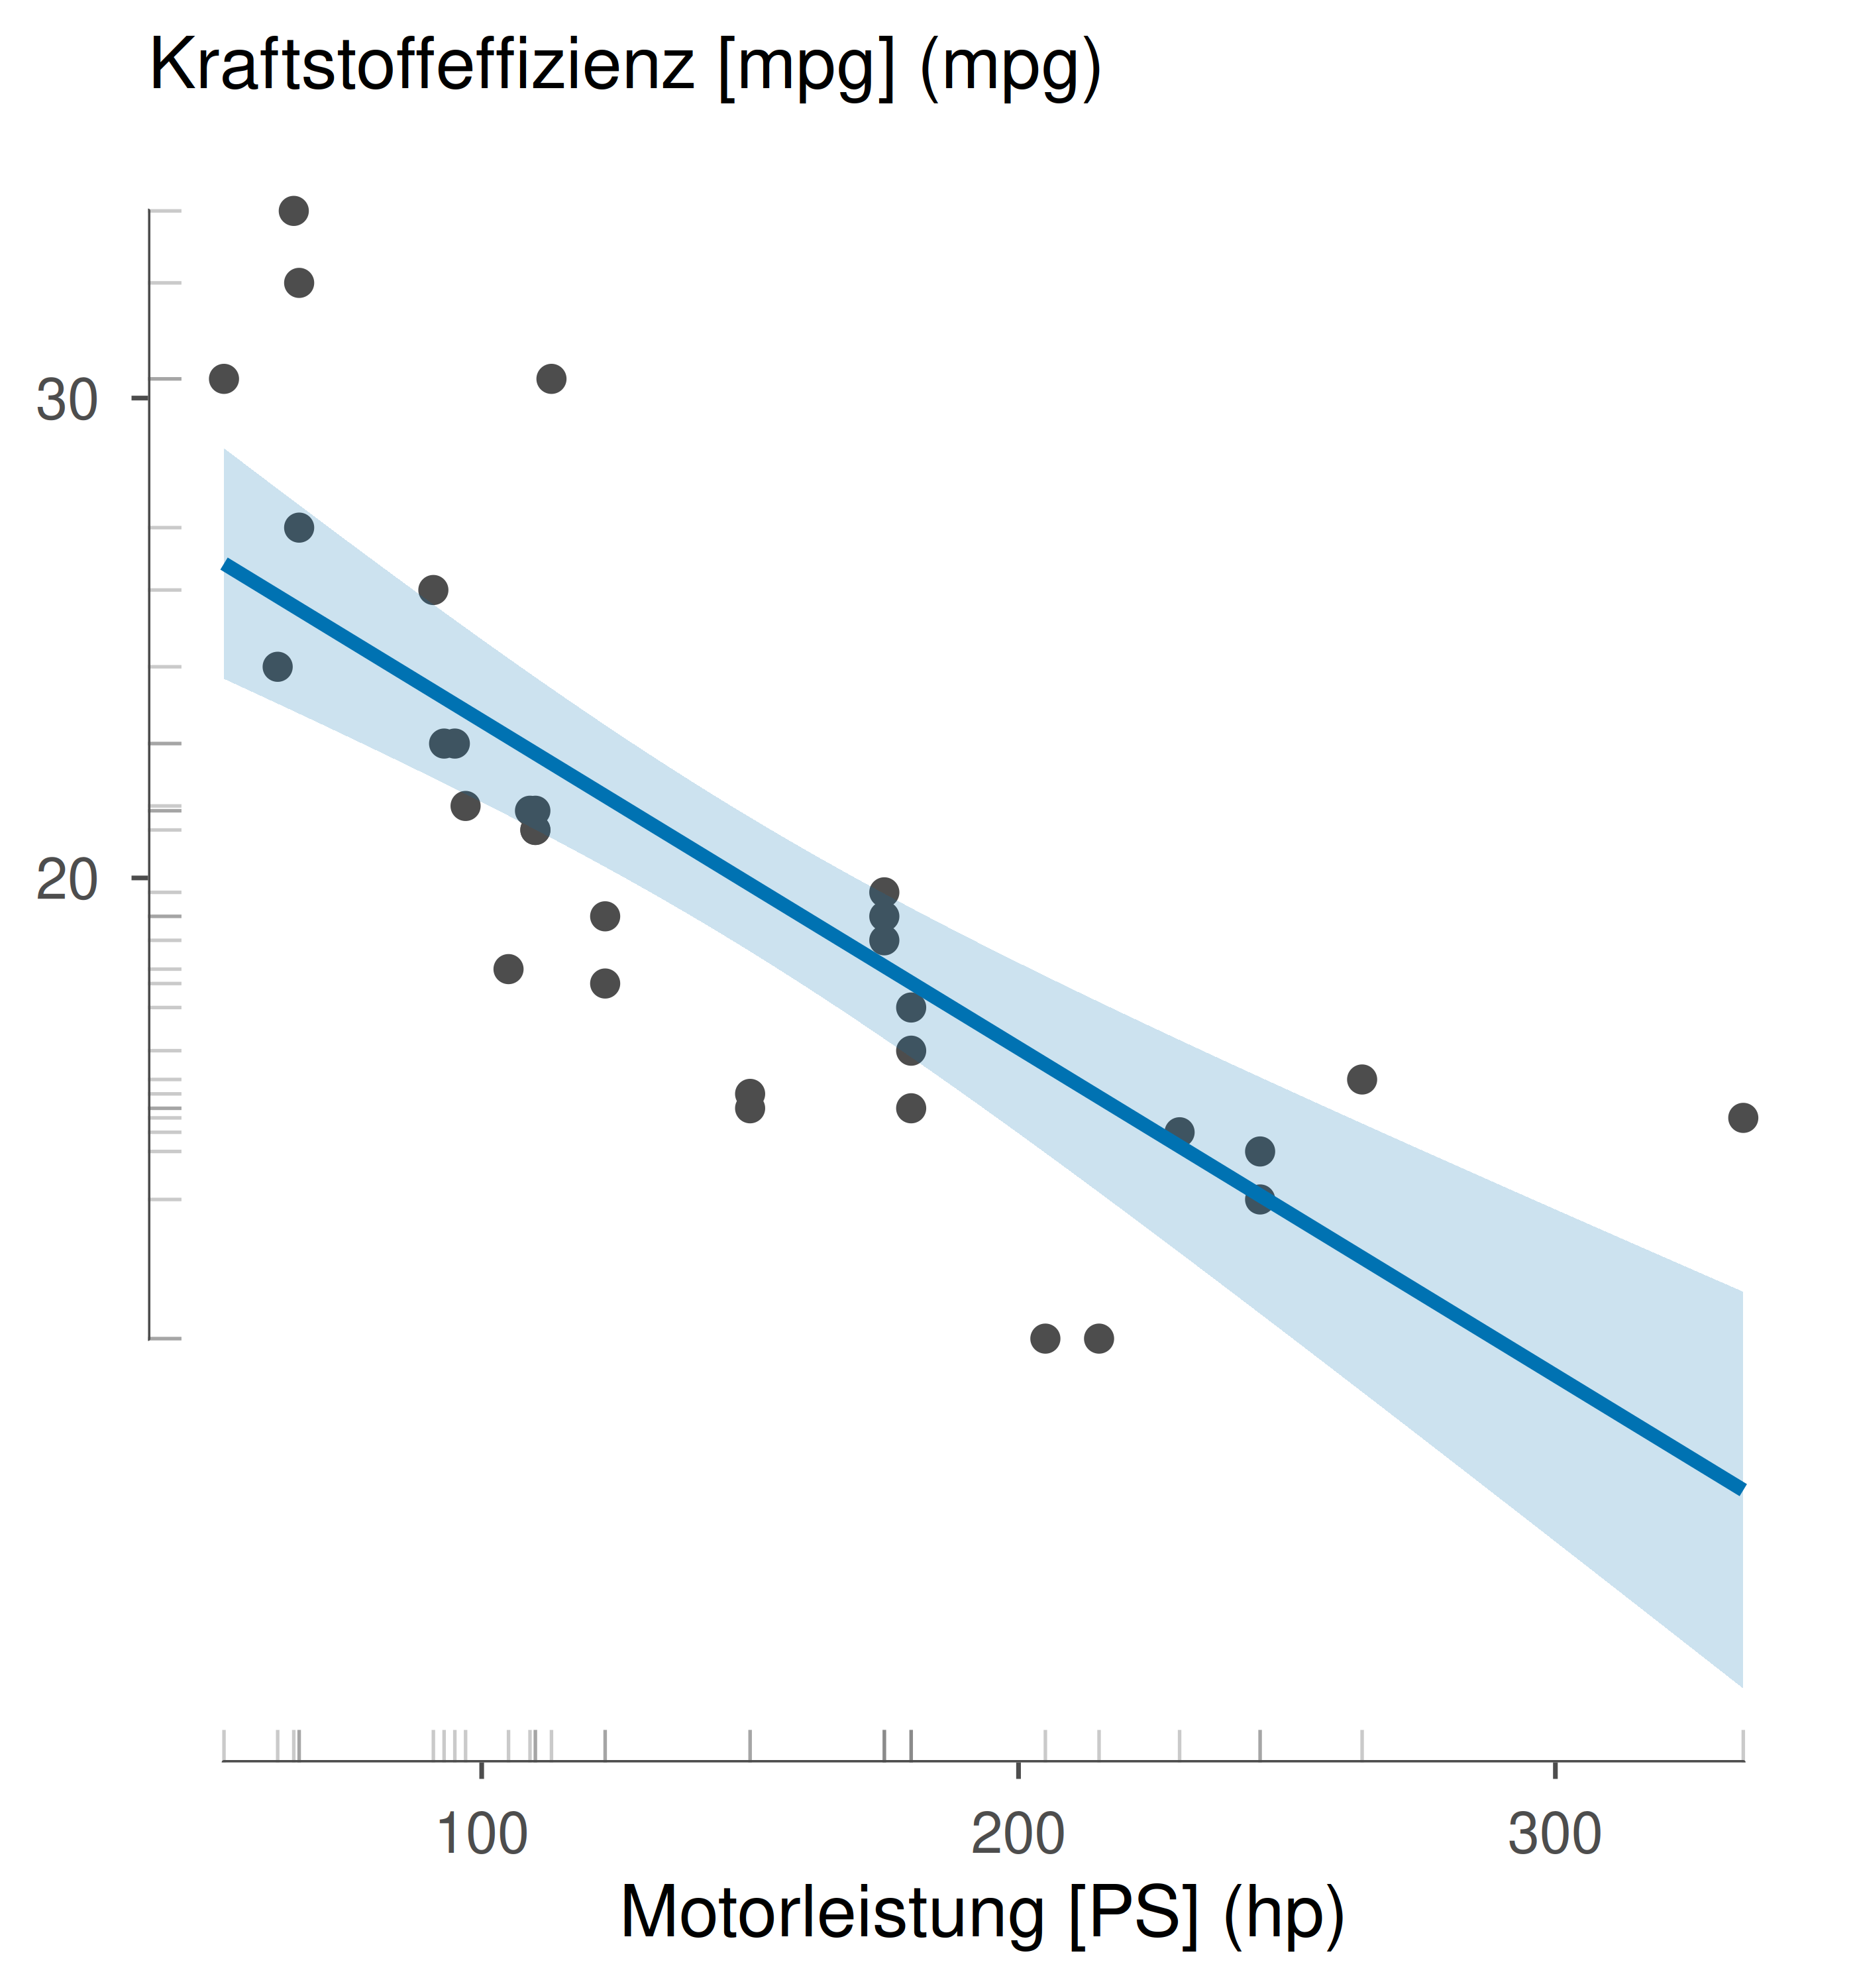 Kraftstoffeffizienz [mpg] (mpg)
30
20
100 200 300
Motorleistung [PS] (hp)